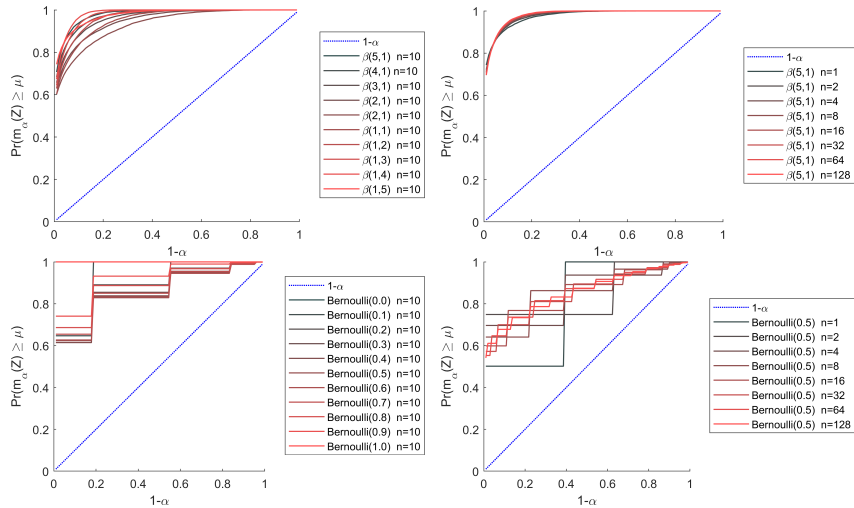 1
0.8
0.6
0.4
0.2
0
0
0.2
0.4
0.6
0.8
1
1-α
Pr(m_α(Z) ≥ μ)
1-α
β(5,1) n=10
β(4,1) n=10
β(3,1) n=10
β(2,1) n=10
β(2,1) n=10
β(1,1) n=10
β(1,2) n=10
β(1,3) n=10
β(1,4) n=10
β(1,5) n=10
1
0.8
0.6
0.4
0.2
0
0
0.2
0.4
0.6
0.8
1
1-α
Pr(m_α(Z) ≥ μ)
1-α
β(5,1) n=1
β(5,1) n=2
β(5,1) n=4
β(5,1) n=8
β(5,1) n=16
β(5,1) n=32
β(5,1) n=64
β(5,1) n=128
1
0.8
0.6
0.4
0.2
0
0
0.2
0.4
0.6
0.8
1
1-α
Pr(m_α(Z) ≥ μ)
1-α
Bernoulli(0.0) n=10
Bernoulli(0.1) n=10
Bernoulli(0.2) n=10
Bernoulli(0.3) n=10
Bernoulli(0.4) n=10
Bernoulli(0.5) n=10
Bernoulli(0.6) n=10
Bernoulli(0.7) n=10
Bernoulli(0.8) n=10
Bernoulli(0.9) n=10
Bernoulli(1.0) n=10
1
0.8
0.6
0.4
0.2
0
0
0.2
0.4
0.6
0.8
1
1-α
Pr(m_α(Z) ≥ μ)
1-α
Bernoulli(0.5) n=1
Bernoulli(0.5) n=2
Bernoulli(0.5) n=4
Bernoulli(0.5) n=8
Bernoulli(0.5) n=16
Bernoulli(0.5) n=32
Bernoulli(0.5) n=64
Bernoulli(0.5) n=128